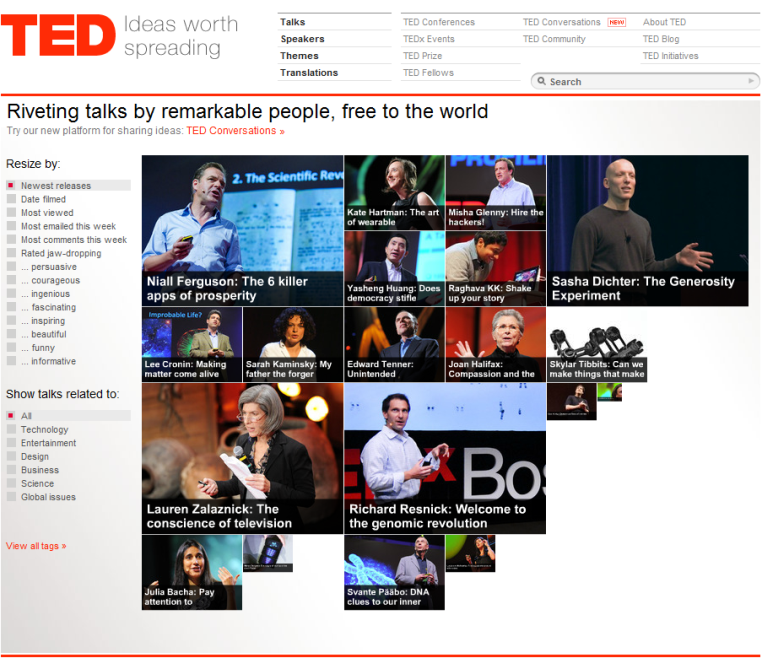 TED Ideas worth
spreading
Talks
Speakers
Themes
Translations
TED Conferences
TEDx Events
TED Prize
TED Fellows
TED Conversations NEW
TED Community
About TED
TED Blog
TED Initiatives
Search
Riveting talks by remarkable people, free to the world
Try our new platform for sharing ideas: TED Conversations »
Resize by:
Newest releases
Date filmed
Most viewed
Most emailed this week
Most comments this week
Rated jaw-dropping
... persuasive
... courageous
... ingenious
... fascinating
... inspiring
... beautiful
... funny
... informative
Show talks related to:
All
Technology
Entertainment
Design
Business
Science
Global issues
View all tags »
2. The Scientific Rev
Niall Ferguson: The 6 killer
apps of prosperity
Kate Hartman: The art
of wearable
Misha Glenny: Hire the
hackers!
Yasheng Huang: Does
democracy stifle
Raghava KK: Shake
up your story
Sasha Dichter: The Generosity
Experiment
Improbable Life?
Lee Cronin: Making
matter come alive
Sarah Kaminsky: My
father the forger
Edward Tenner:
Unintended
Joan Halifax:
Compassion and the
Skylar Tibbits: Can we
make things that make
Lauren Zalaznick: The
conscience of television
EDx Bos
Richard Resnick: Welcome to
the genomic revolution
Julia Bacha: Pay
attention to
Svante Pääbo: DNA
clues to our inner